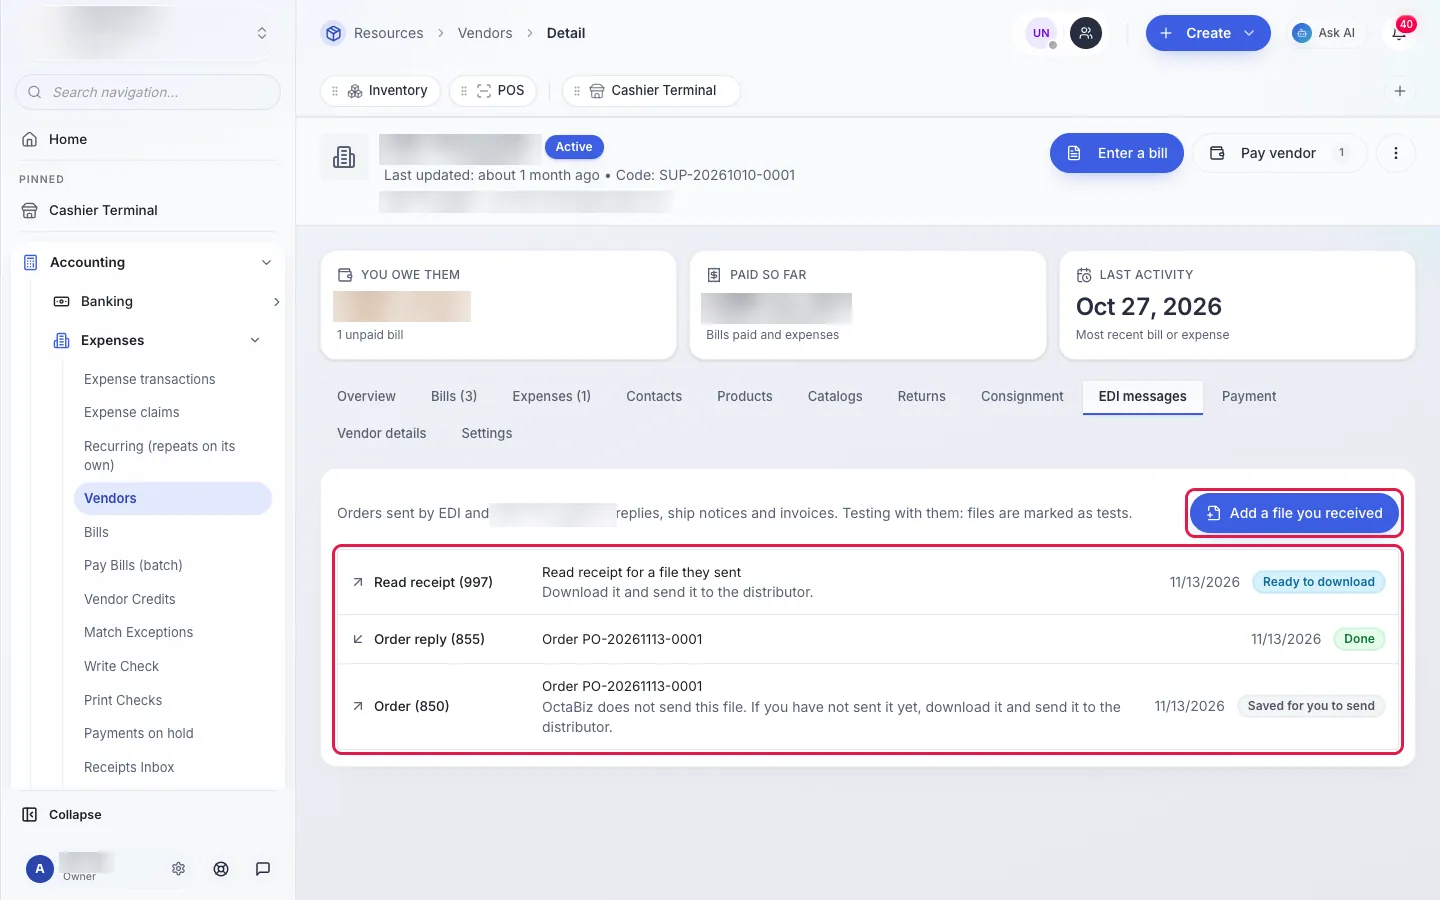 Resources > Vendors > Detail
UN
Create
Ask AI
40
Search navigation...
Inventory
POS
Cashier Terminal
Home
PINNED
Cashier Terminal
Active
Last updated: about 1 month ago • Code: SUP-20261010-0001
Enter a bill
Pay vendor 1
Accounting
Banking
Expenses
Expense transactions
Expense claims
Recurring (repeats on its
own)
Vendors
Bills
Pay Bills (batch)
Vendor Credits
Match Exceptions
Write Check
Print Checks
Payments on hold
Receipts Inbox
Collapse
A
Owner
YOU OWE THEM
1 unpaid bill
PAID SO FAR
Bills paid and expenses
LAST ACTIVITY
Oct 27, 2026
Most recent bill or expense
Overview
Bills (3)
Expenses (1)
Contacts
Products
Catalogs
Returns
Consignment
EDI messages
Payment
Vendor details
Settings
Orders sent by EDI and replies, ship notices and invoices. Testing with them: files are marked as tests.
Add a file you received
Read receipt (997)
Read receipt for a file they sent
Download it and send it to the distributor.
11/13/2026
Ready to download
Order reply (855)
Order PO-20261113-0001
11/13/2026
Done
Order (850)
Order PO-20261113-0001
OctaBiz does not send this file. If you have not sent it yet, download it and send it to the
distributor.
11/13/2026
Saved for you to send